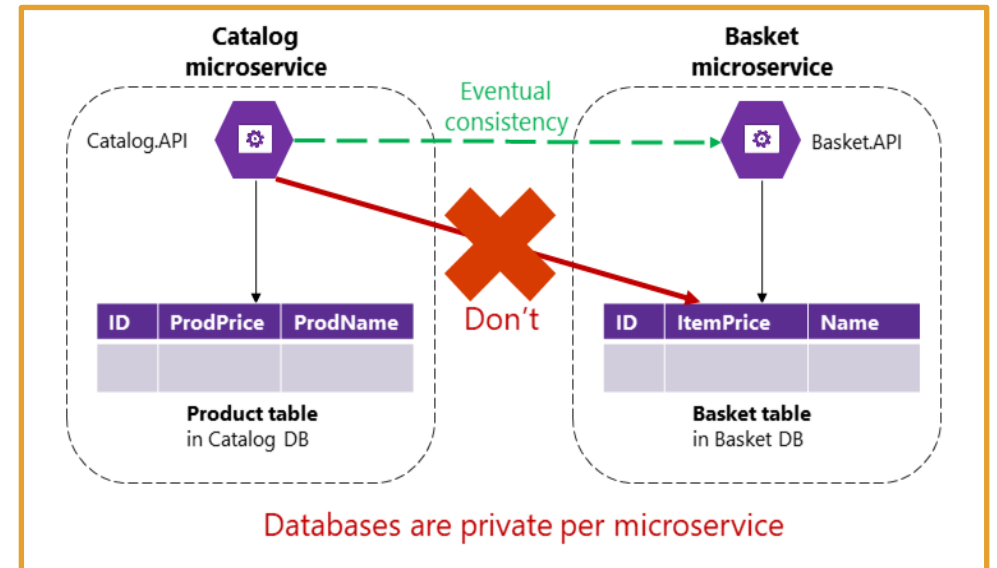 Catalog
microservice
Basket
microservice
Eventual
consistency
Catalog.API
Basket.API
Don't
ID ProdPrice ProdName
ID ItemPrice Name
Product table
in Catalog DB
Basket table
in Basket DB
Databases are private per microservice